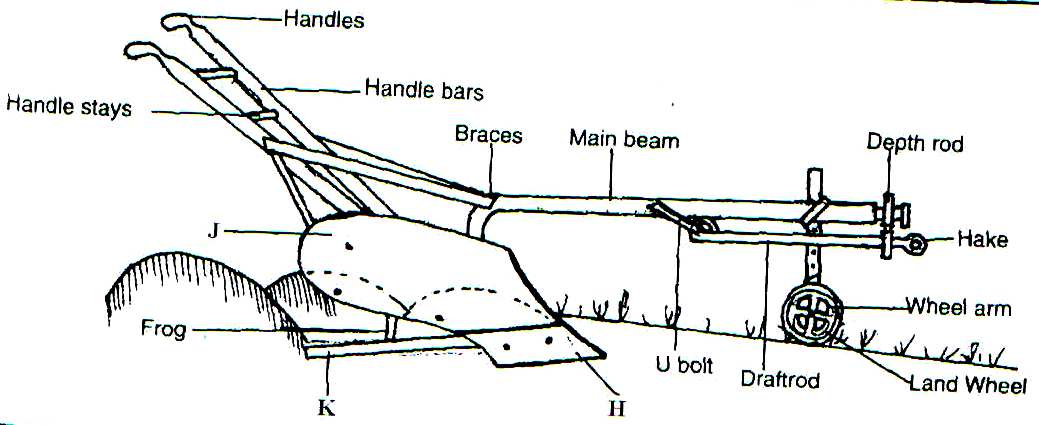 Handles
Handle bars
Handle stays
Braces
Main beam
Depth rod
J
Hake
Frog
Wheel arm
U bolt
Draftrod
Land Wheel
K
H